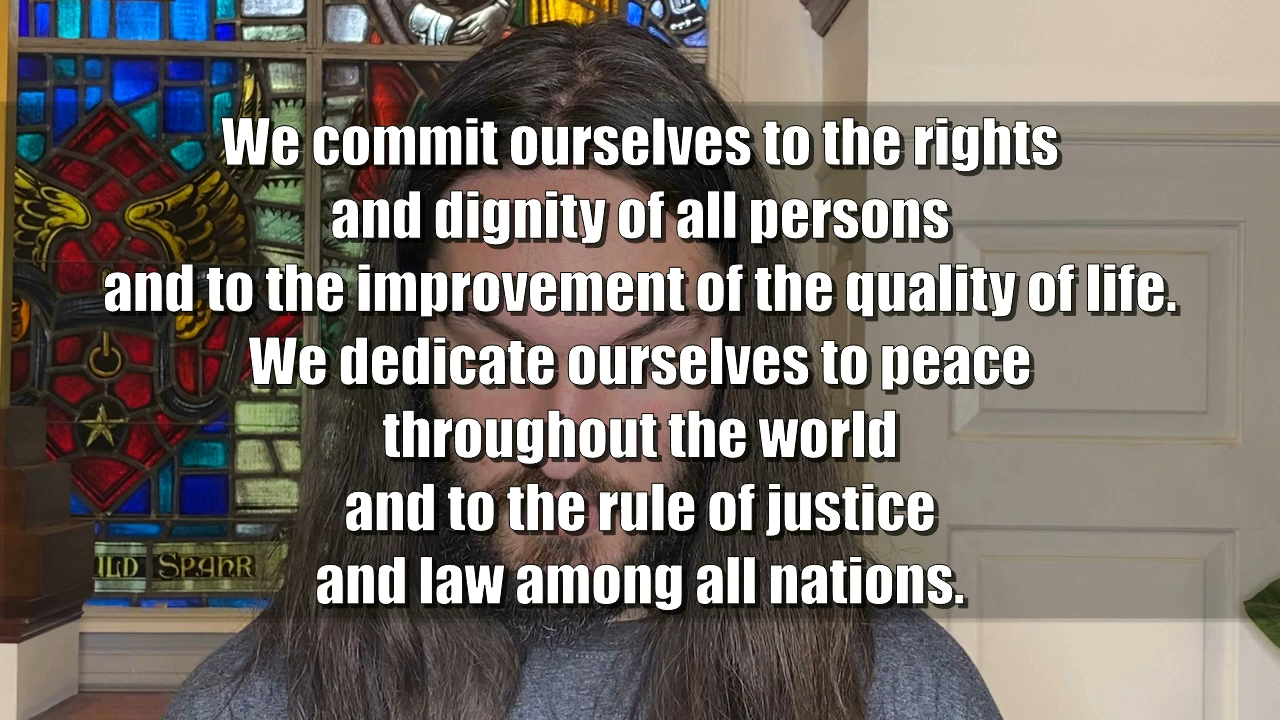 We commit ourselves to the rights
and dignity of all persons
and to the improvement of the quality of life.
We dedicate ourselves to peace
throughout the world
and to the rule of justice
and law among all nations.
ILD SPAHR